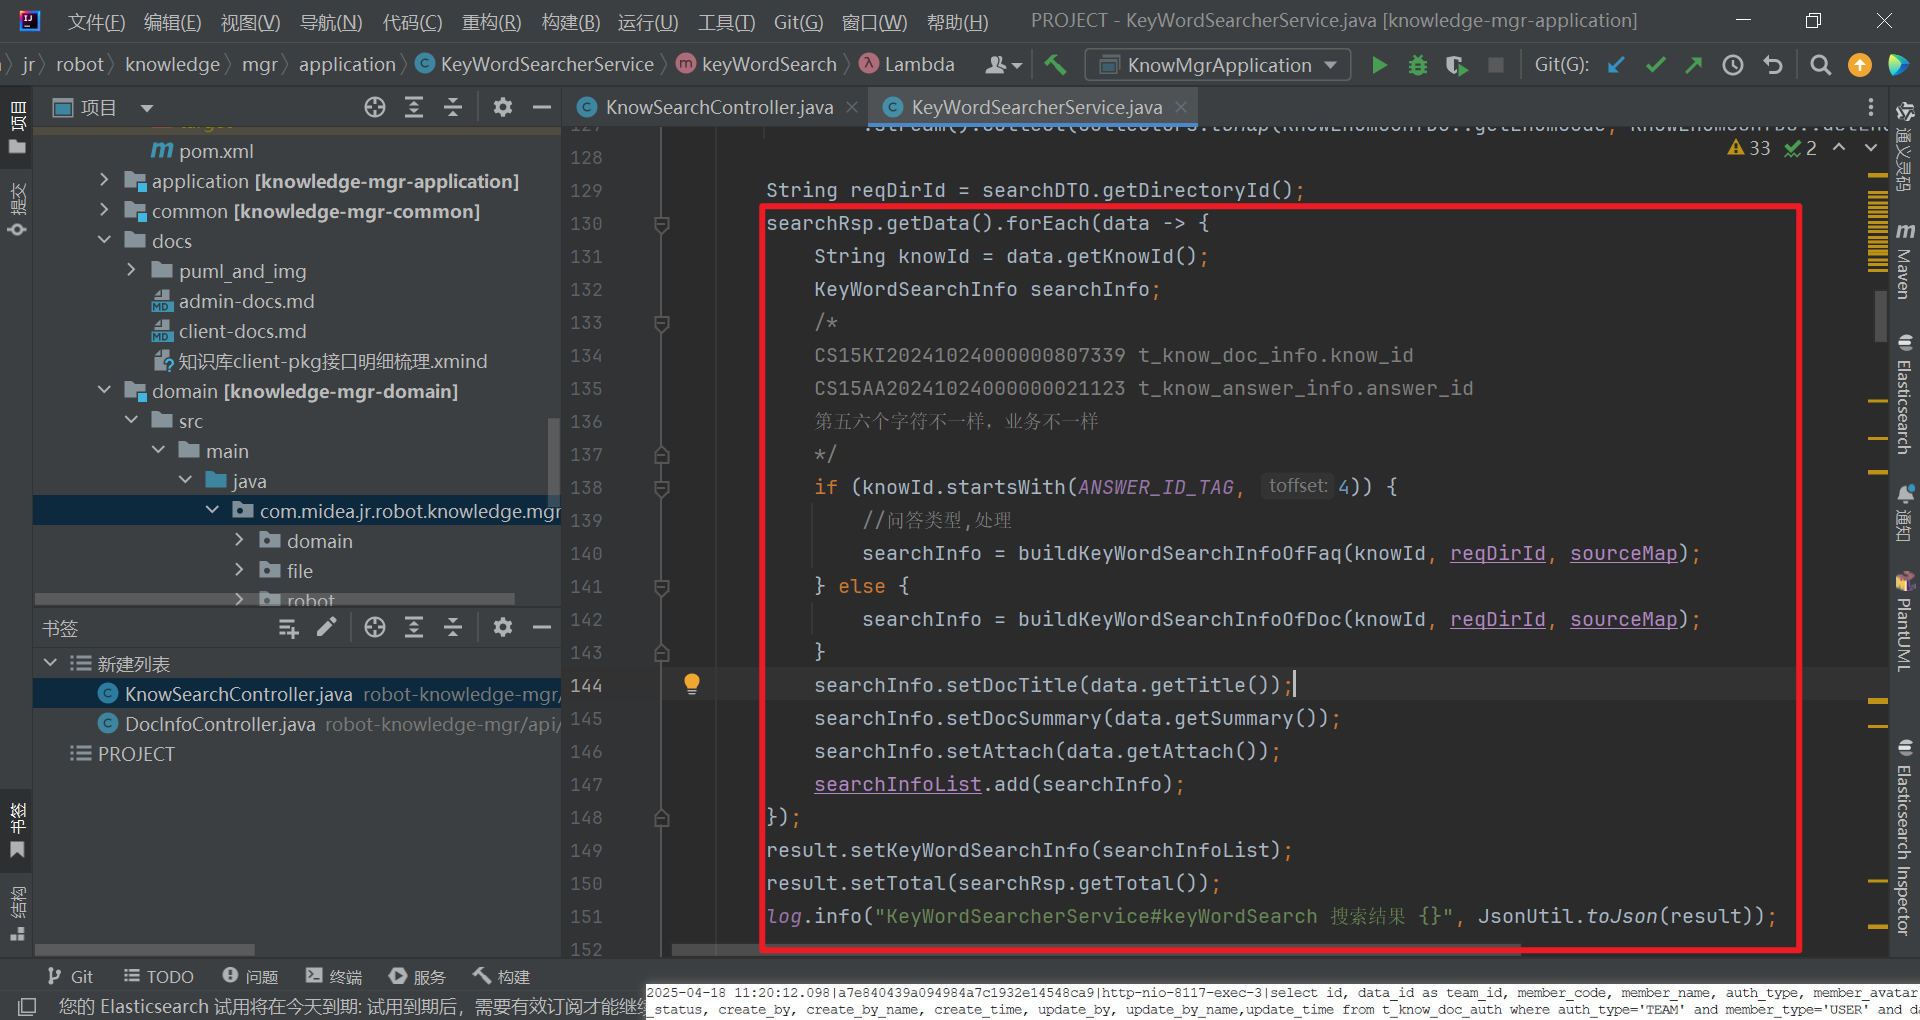 文件(F) 编辑(E) 视图(V) 导航(N) 代码(C) 重构(R) 构建(B) 运行(U) 工具(T) Git(G) 窗口(W) 帮助(H) PROJECT - KeyWordSearcherService.java [knowledge-mgr-application]
jr robot knowledge mgr application KeyWordSearcherService keyWordSearch Lambda KnowMgrApplication Git(G):
项目
KnowSearchController.java KeyWordSearcherService.java
33 2
pom.xml
application [knowledge-mgr-application]
common [knowledge-mgr-common]
docs
puml_and_img
admin-docs.md
client-docs.md
知识库client-pkg接口明细梳理.xmind
domain [knowledge-mgr-domain]
src
main
java
com.midea.jr.robot.knowledge.mgr
domain
file
robot
书签
新建列表
KnowSearchController.java robot-knowledge-mgr/
DocInfoController.java robot-knowledge-mgr/api/
PROJECT
128
129 String reqDirId = searchDTO.getDirectoryId();
130 searchRsp.getData().forEach(data -> {
131 String knowId = data.getKnowId();
132 KeyWordSearchInfo searchInfo;
133 /*
134 CS15KI20241024000000807339 t_know_doc_info.know_id
135 CS15AA20241024000000021123 t_know_answer_info.answer_id
136 第五六个字符不一样，业务不一样
137 */
138 if (knowId.startsWith(ANSWER_ID_TAG, toffset: 4)) {
139 //问答类型,处理
140 searchInfo = buildKeyWordSearchInfoOfFaq(knowId, reqDirId, sourceMap);
141 } else {
142 searchInfo = buildKeyWordSearchInfoOfDoc(knowId, reqDirId, sourceMap);
143 }
144 searchInfo.setDocTitle(data.getTitle());
145 searchInfo.setDocSummary(data.getSummary());
146 searchInfo.setAttach(data.getAttach());
147 searchInfoList.add(searchInfo);
148 });
149 result.setKeyWordSearchInfo(searchInfoList);
150 result.setTotal(searchRsp.getTotal());
151 log.info("KeyWordSearcherService#keyWordSearch 搜索结果 {}", JsonUtil.toJson(result));
152
项目
提交
书签
结构
通义灵码
Maven
Elasticsearch
通知
PlantUML
Elasticsearch Inspector
Git TODO 问题 终端 服务 构建
您的 Elasticsearch 试用将在今天到期: 试用到期后，需要有效订阅才能继续
2025-04-18 11:20:12.098|a7e840439a094984a7c1932e14548ca9|http-nio-8117-exec-3|select id, data_id as team_id, member_code, member_name, auth_type, member_avatar
_status, create_by, create_by_name, create_time, update_by, update_by_name,update_time from t_know_doc_auth where auth_type='TEAM' and member_type='USER' and da